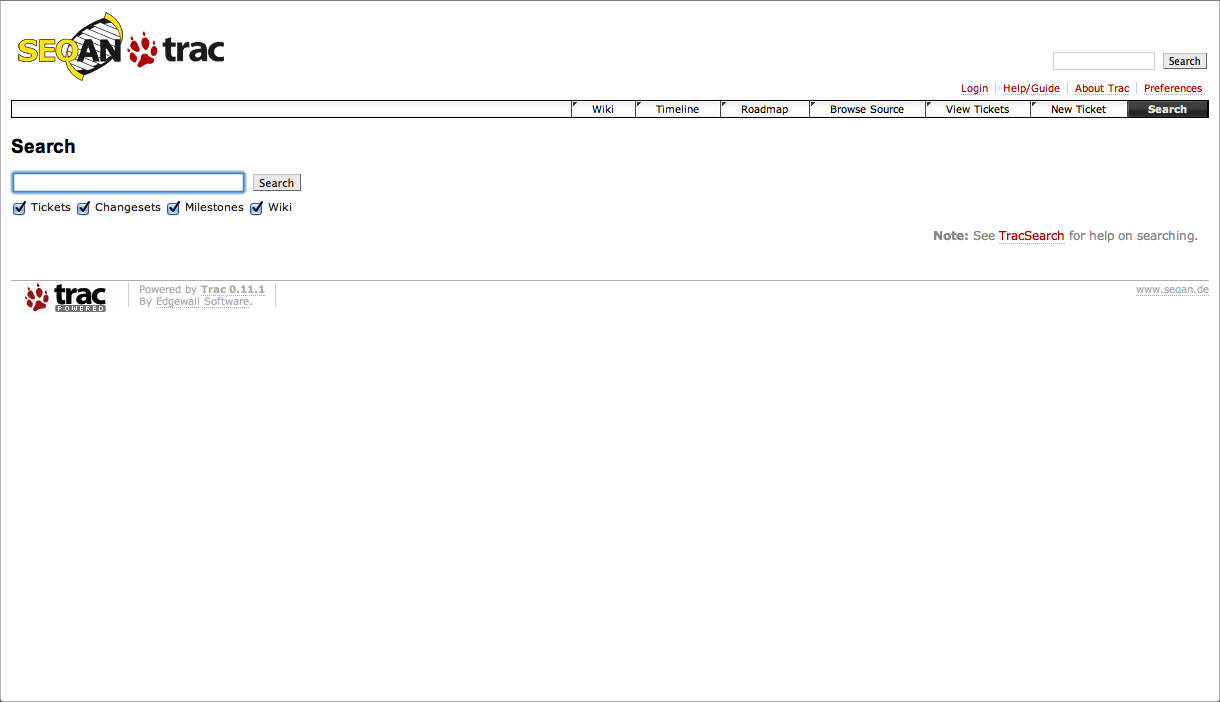 SEQAN trac
Search
Login Help/Guide About Trac Preferences
Wiki Timeline Roadmap Browse Source View Tickets New Ticket Search
Search
Search
Tickets Changesets Milestones Wiki
Note: See TracSearch for help on searching.
trac POWERED
Powered by Trac 0.11.1
By Edgewall Software.
www.seqan.de